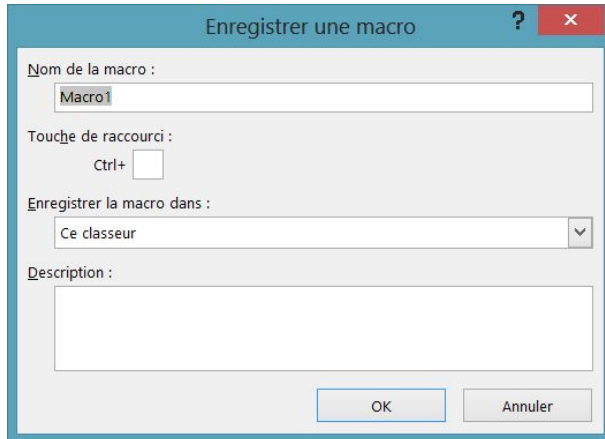 Enregistrer une macro
?
x
Nom de la macro :
Macro1
Touche de raccourci :
Ctrl+
Enregistrer la macro dans :
Ce classeur
Description :
OK
Annuler